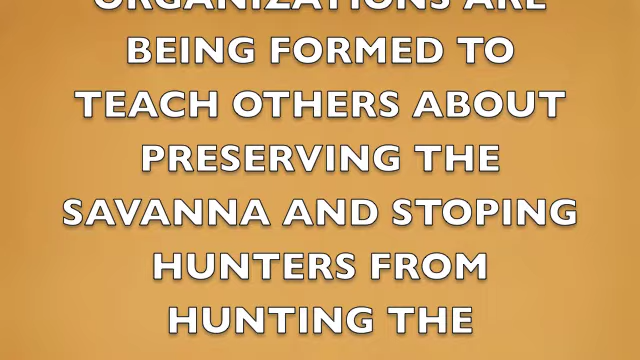 ORGANIZATIONS ARE
BEING FORMED TO
TEACH OTHERS ABOUT
PRESERVING THE
SAVANNA AND STOPING
HUNTERS FROM
HUNTING THE